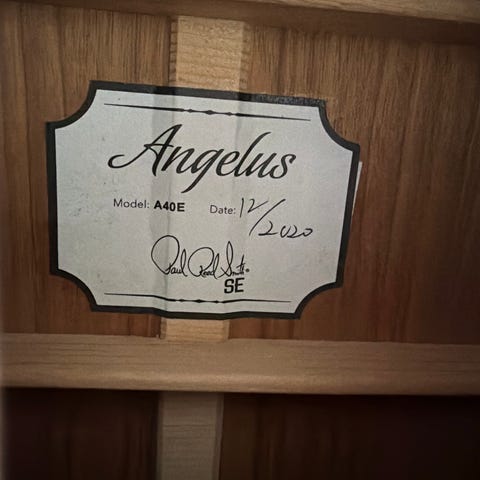 Angelus
Model: A40E Date: 12/2020
Paul Reed Smith®
SE